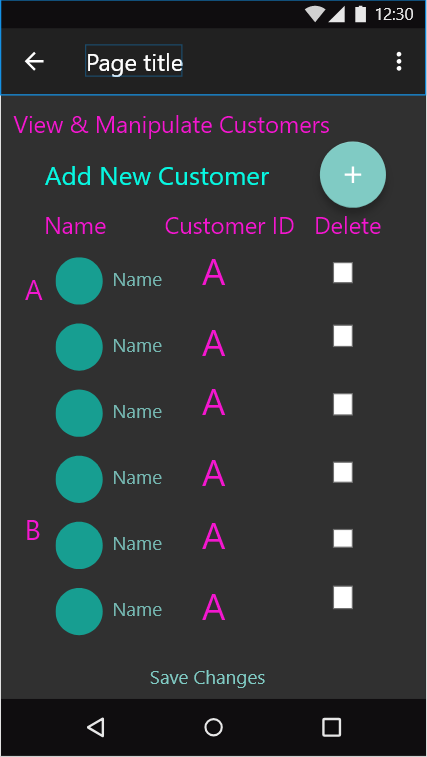 12:30
Page title
View & Manipulate Customers
Add New Customer
Name Customer ID Delete
A Name A
Name A
Name A
Name A
B Name A
Name A
Save Changes